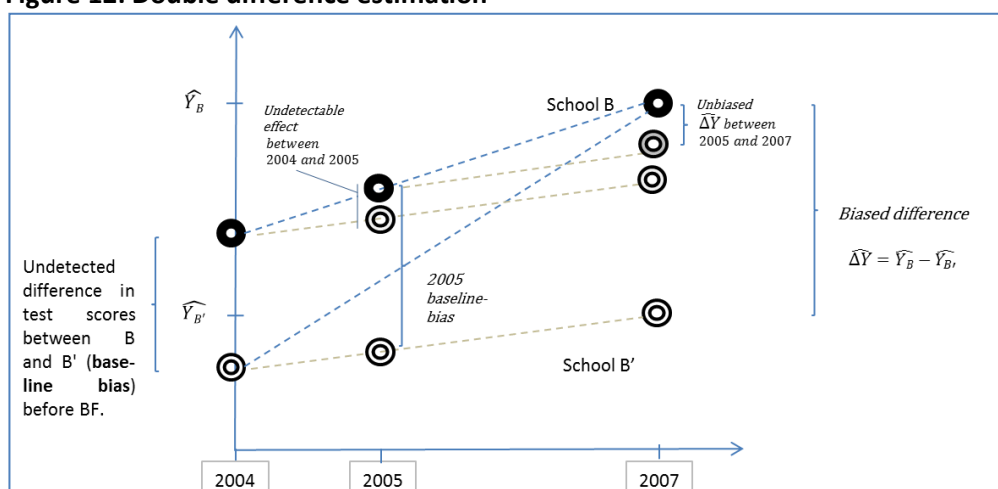 Figure 12. Double difference estimation
Ŷ_B
Undetectable
effect
between
2004 and 2005
School B
Unbiased
Δ̂Y between
2005 and 2007
Biased difference
Δ̂Y = Ŷ_B − Ŷ_B'
Undetected
difference in
test scores
between B
and B' (base-
line bias)
before BF.
Ŷ_B'
2005
baseline-
bias
School B'
2004
2005
2007